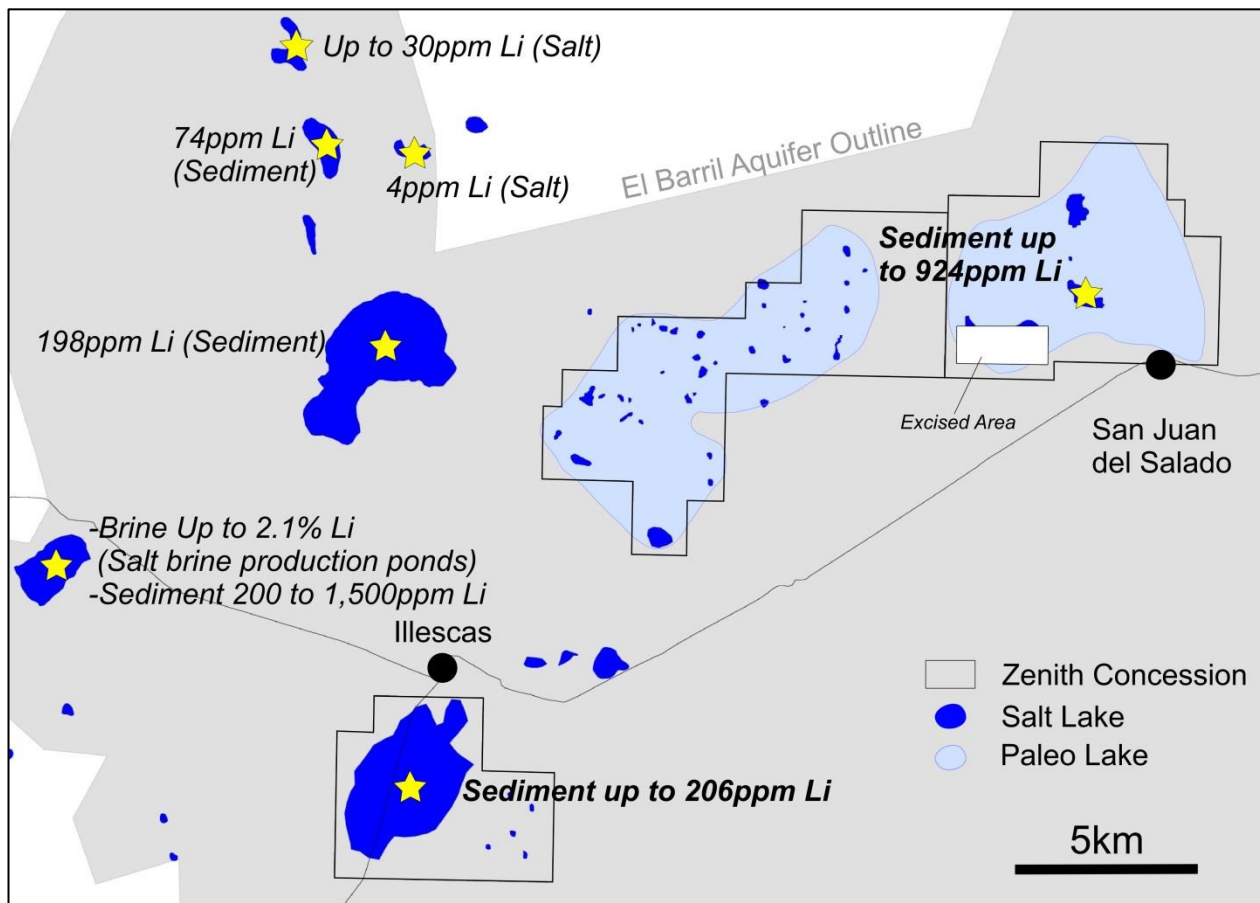 Up to 30ppm Li (Salt)
74ppm Li
(Sediment)
4ppm Li (Salt)
El Barril Aquifer Outline
Sediment up
to 924ppm Li
198ppm Li (Sediment)
Excised Area
San Juan
del Salado
-Brine Up to 2.1% Li
(Salt brine production ponds)
-Sediment 200 to 1,500ppm Li
Illescas
Sediment up to 206ppm Li
Zenith Concession
Salt Lake
Paleo Lake
5km